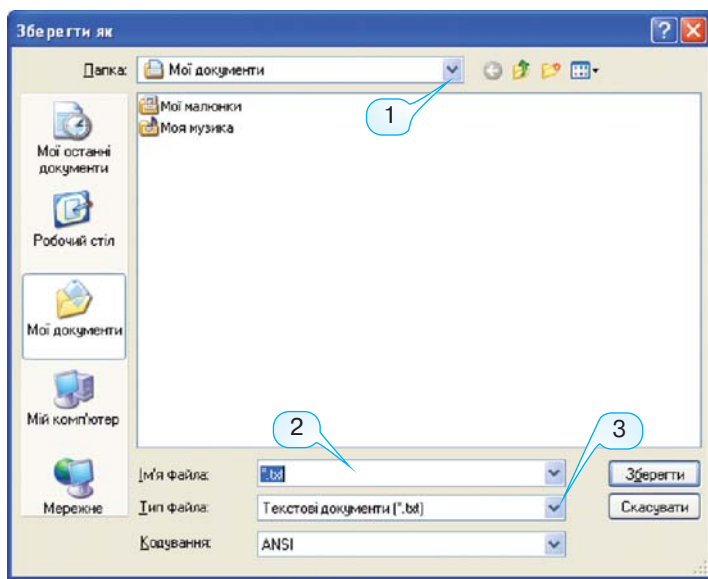 Зберегти як
Папка: Мої документи
1
Мої малюнки
Моя музика
Мої останні
документи
Робочий стіл
Мої документи
Мій комп'ютер
Мережне
2
3
Ім'я файла: *.txt
Зберегти
Тип файла: Текстові документи (*.txt)
Скасувати
Кодування: ANSI